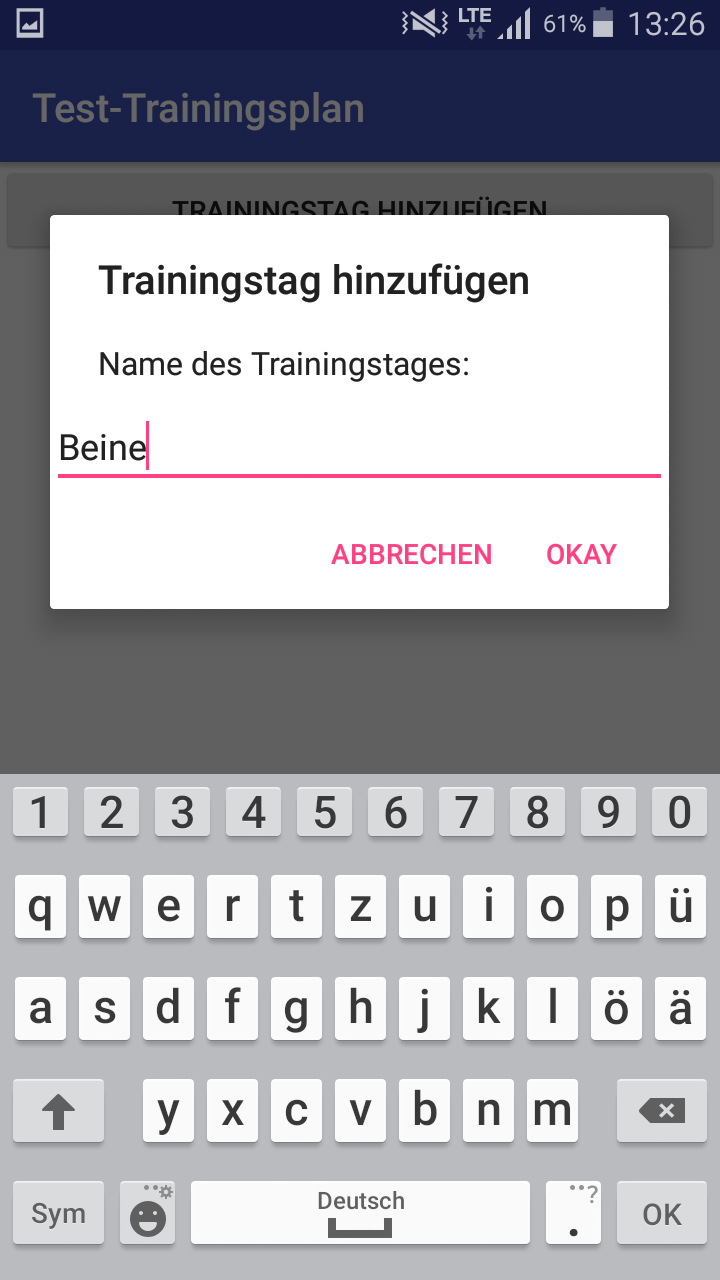 LTE 61% 13:26
Test-Trainingsplan
TRAININGSTAG HINZUFÜGEN
Trainingstag hinzufügen
Name des Trainingstages:
Beine
ABBRECHEN OKAY
1 2 3 4 5 6 7 8 9 0
q w e r t z u i o p ü
a s d f g h j k l ö ä
y x c v b n m
Sym Deutsch . ? OK